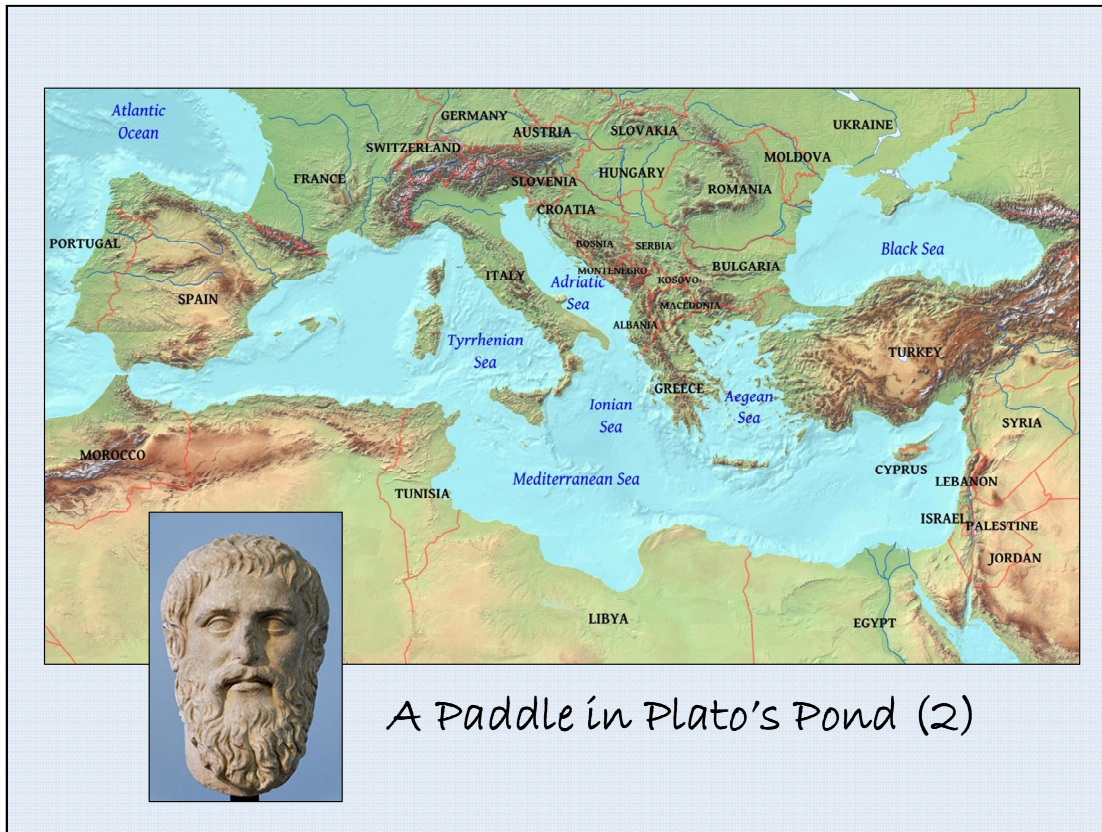 Atlantic
Ocean
GERMANY
AUSTRIA
SLOVAKIA
UKRAINE
SWITZERLAND
MOLDOVA
FRANCE
SLOVENIA
HUNGARY
ROMANIA
CROATIA
PORTUGAL
BOSNIA
SERBIA
Black Sea
ITALY
MONTENEGRO
KOSOVO
BULGARIA
Adriatic
Sea
SPAIN
MACEDONIA
ALBANIA
Tyrrhenian
Sea
TURKEY
GREECE
Aegean
Sea
Ionian
Sea
SYRIA
MOROCCO
CYPRUS
LEBANON
Mediterranean Sea
TUNISIA
ISRAEL
PALESTINE
JORDAN
LIBYA
EGYPT
A Paddle in Plato's Pond (2)